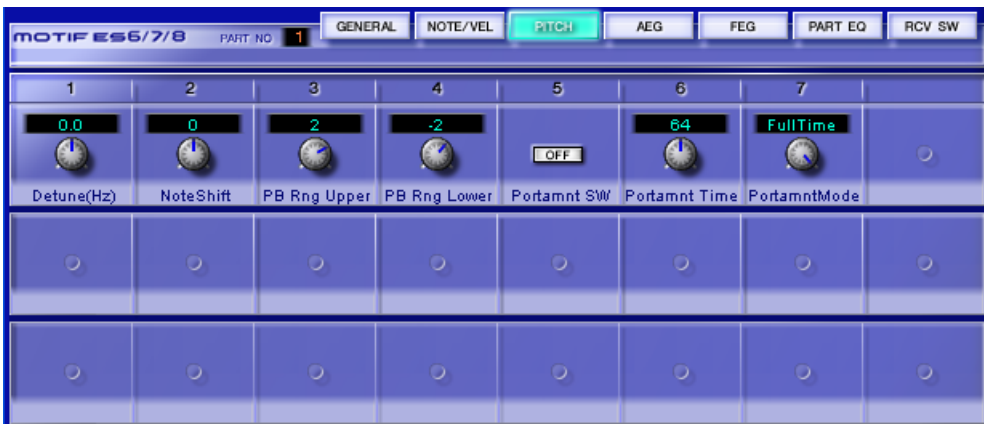 GENERAL NOTE/VEL PITCH AEG FEG PART EQ RCV SW
MOTIF ES6/7/8 PART NO 1
1 2 3 4 5 6 7
0.0 0 2 -2 64 FullTime
OFF
Detune(Hz) NoteShift PB Rng Upper PB Rng Lower Portamnt SW Portamnt Time PortamntMode